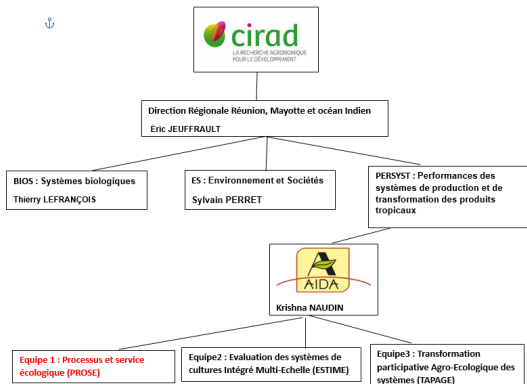 cirad
LA RECHERCHE AGRONOMIQUE
POUR LE DÉVELOPPEMENT
Direction Régionale Réunion, Mayotte et océan Indien
Éric JEUFFRAULT
BIOS : Systèmes biologiques
Thierry LEFRANÇOIS
ES : Environnement et Sociétés
Sylvain PERRET
PERSYST : Performances des
systèmes de production et de
transformation des produits
tropicaux
AIDA
Krishna NAUDIN
Equipe 1 : Processus et service
écologique (PROSE)
Equipe2 : Evaluation des systèmes de
cultures Intégré Multi-Echelle (ESTIME)
Equipe3 : Transformation
participative Agro-Ecologique des
systèmes (TAPAGE)